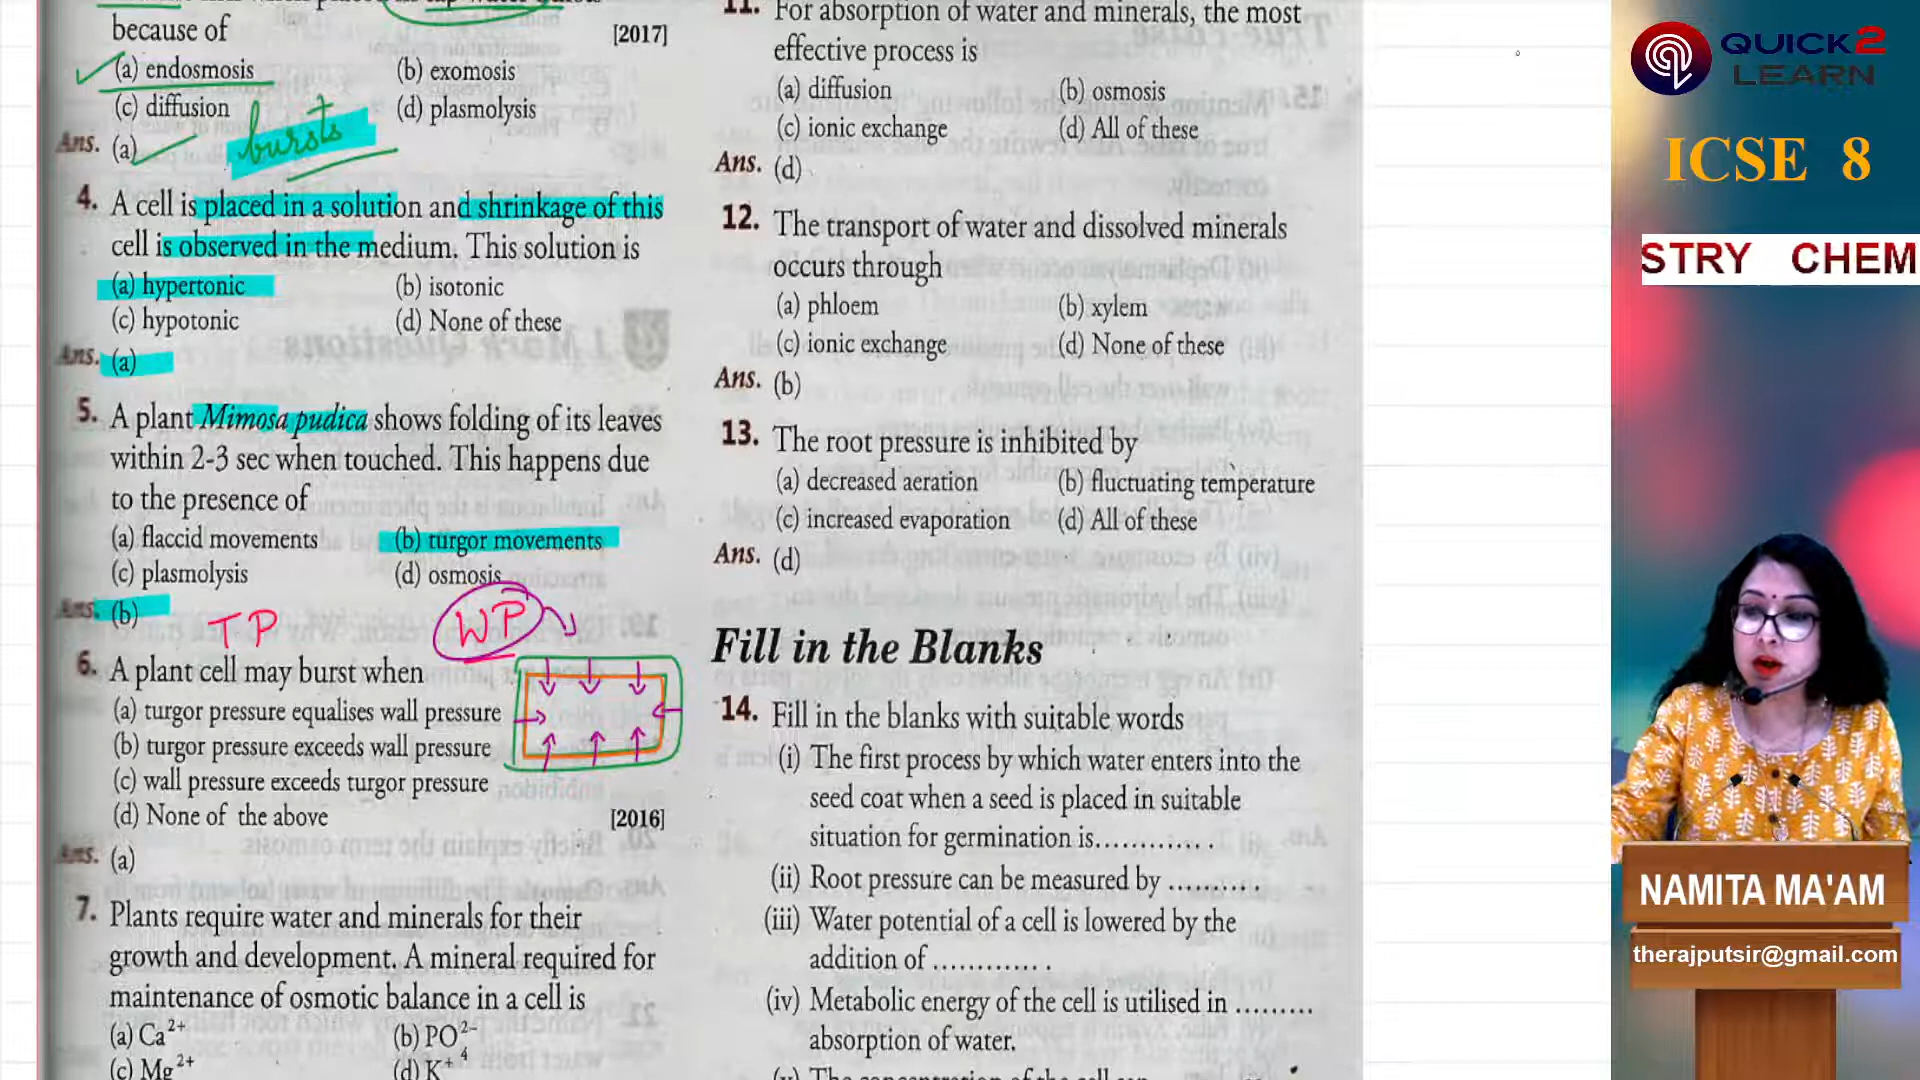 because of
[2017]
(a) endosmosis
(b) exomosis
(c) diffusion
(d) plasmolysis
Ans. (a)
bursts
4. A cell is placed in a solution and shrinkage of this
cell is observed in the medium. This solution is
(a) hypertonic
(b) isotonic
(c) hypotonic
(d) None of these
Ans. (a)
5. A plant Mimosa pudica shows folding of its leaves
within 2-3 sec when touched. This happens due
to the presence of
(a) flaccid movements
(b) turgor movements
(c) plasmolysis
(d) osmosis
Ans. (b)
TP
WP
6. A plant cell may burst when
(a) turgor pressure equalises wall pressure
(b) turgor pressure exceeds wall pressure
(c) wall pressure exceeds turgor pressure
(d) None of the above
[2016]
Ans. (a)
7. Plants require water and minerals for their
growth and development. A mineral required for
maintenance of osmotic balance in a cell is
(a) Ca2+
(b) PO2-4
(c) Mg2+
(d) K+
11. For absorption of water and minerals, the most
effective process is
(a) diffusion
(b) osmosis
(c) ionic exchange
(d) All of these
Ans. (d)
12. The transport of water and dissolved minerals
occurs through
(a) phloem
(b) xylem
(c) ionic exchange
(d) None of these
Ans. (b)
13. The root pressure is inhibited by
(a) decreased aeration
(b) fluctuating temperature
(c) increased evaporation
(d) All of these
Ans. (d)
Fill in the Blanks
14. Fill in the blanks with suitable words
(i) The first process by which water enters into the
seed coat when a seed is placed in suitable
situation for germination is.............
(ii) Root pressure can be measured by ..........
(iii) Water potential of a cell is lowered by the
addition of .............
(iv) Metabolic energy of the cell is utilised in .........
absorption of water.
QUICK2
LEARN
ICSE 8
STRY CHEM
NAMITA MA'AM
therajputsir@gmail.com